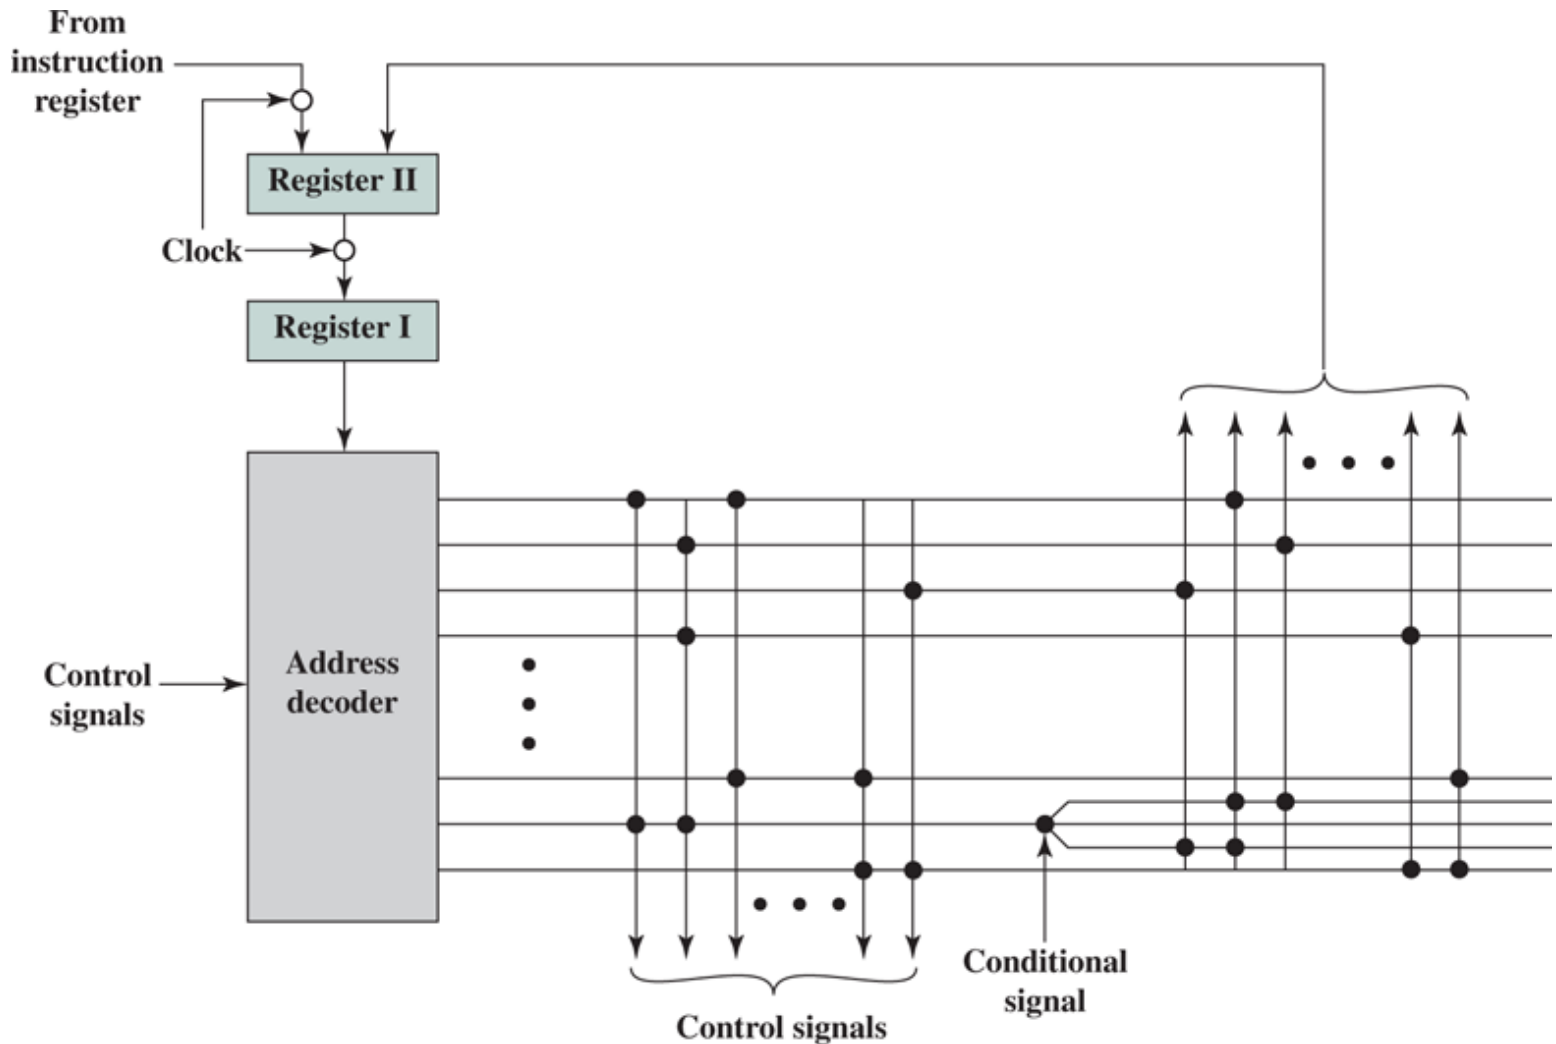 From
instruction
register
Register II
Clock
Register I
Address
decoder
Control
signals
Conditional
signal
Control signals